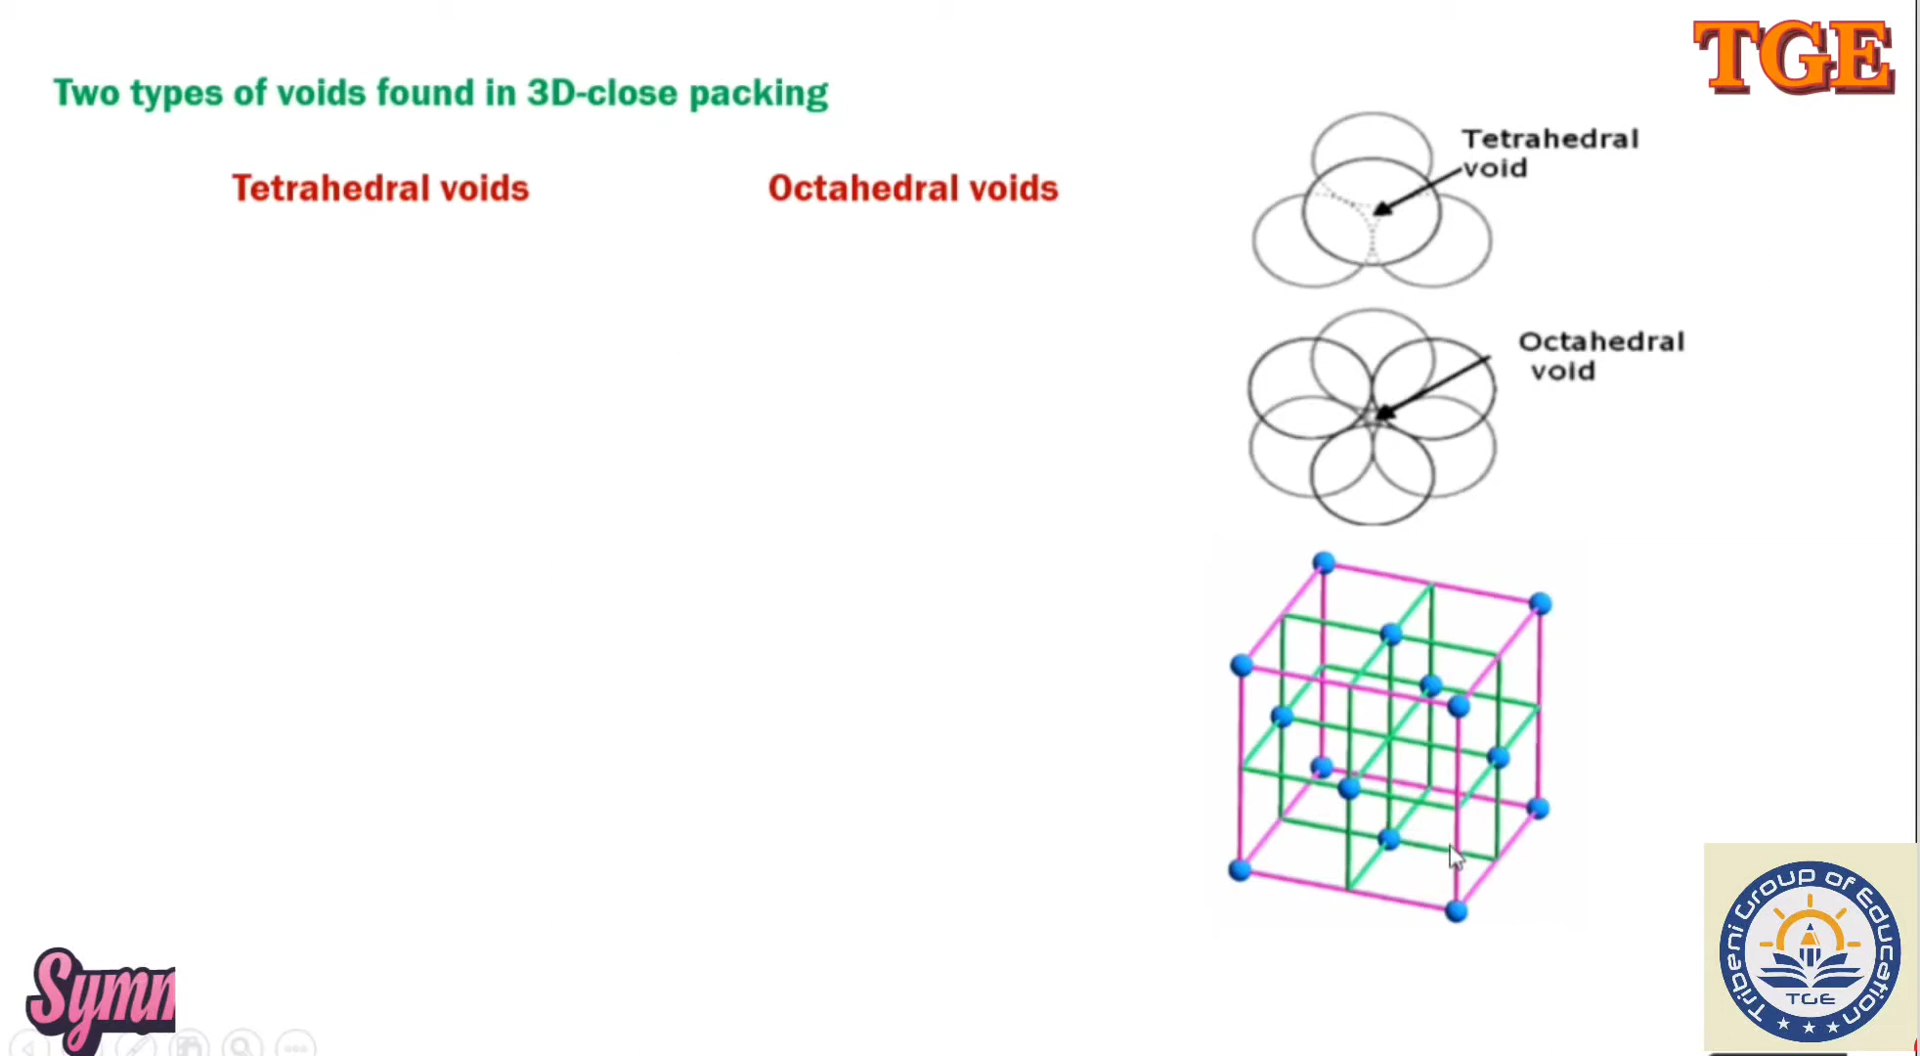 TGE
Two types of voids found in 3D-close packing
Tetrahedral voids
Octahedral voids
Tetrahedral
void
Octahedral
void
Tribeni Group of Education
TGE
Symm